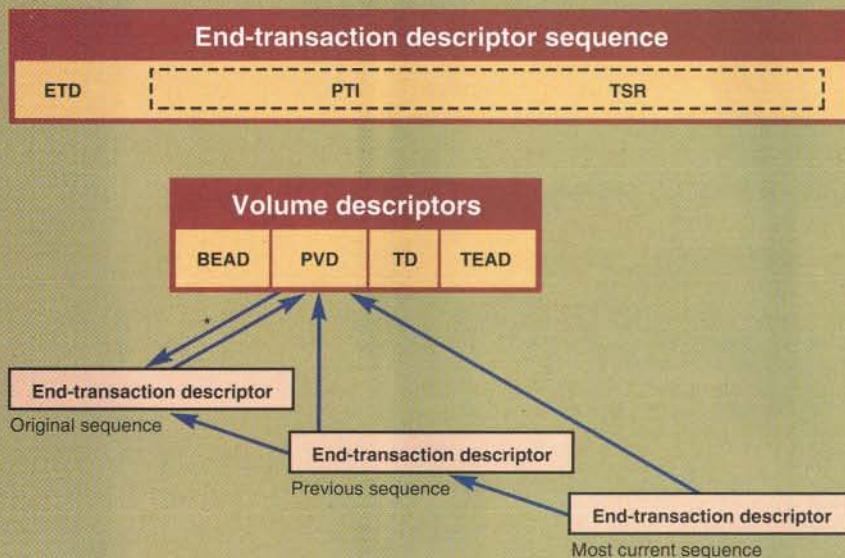 End-transaction descriptor sequence
ETD PTI TSR
Volume descriptors
BEAD PVD TD TEAD
End-transaction descriptor
Original sequence
End-transaction descriptor
Previous sequence
End-transaction descriptor
Most current sequence